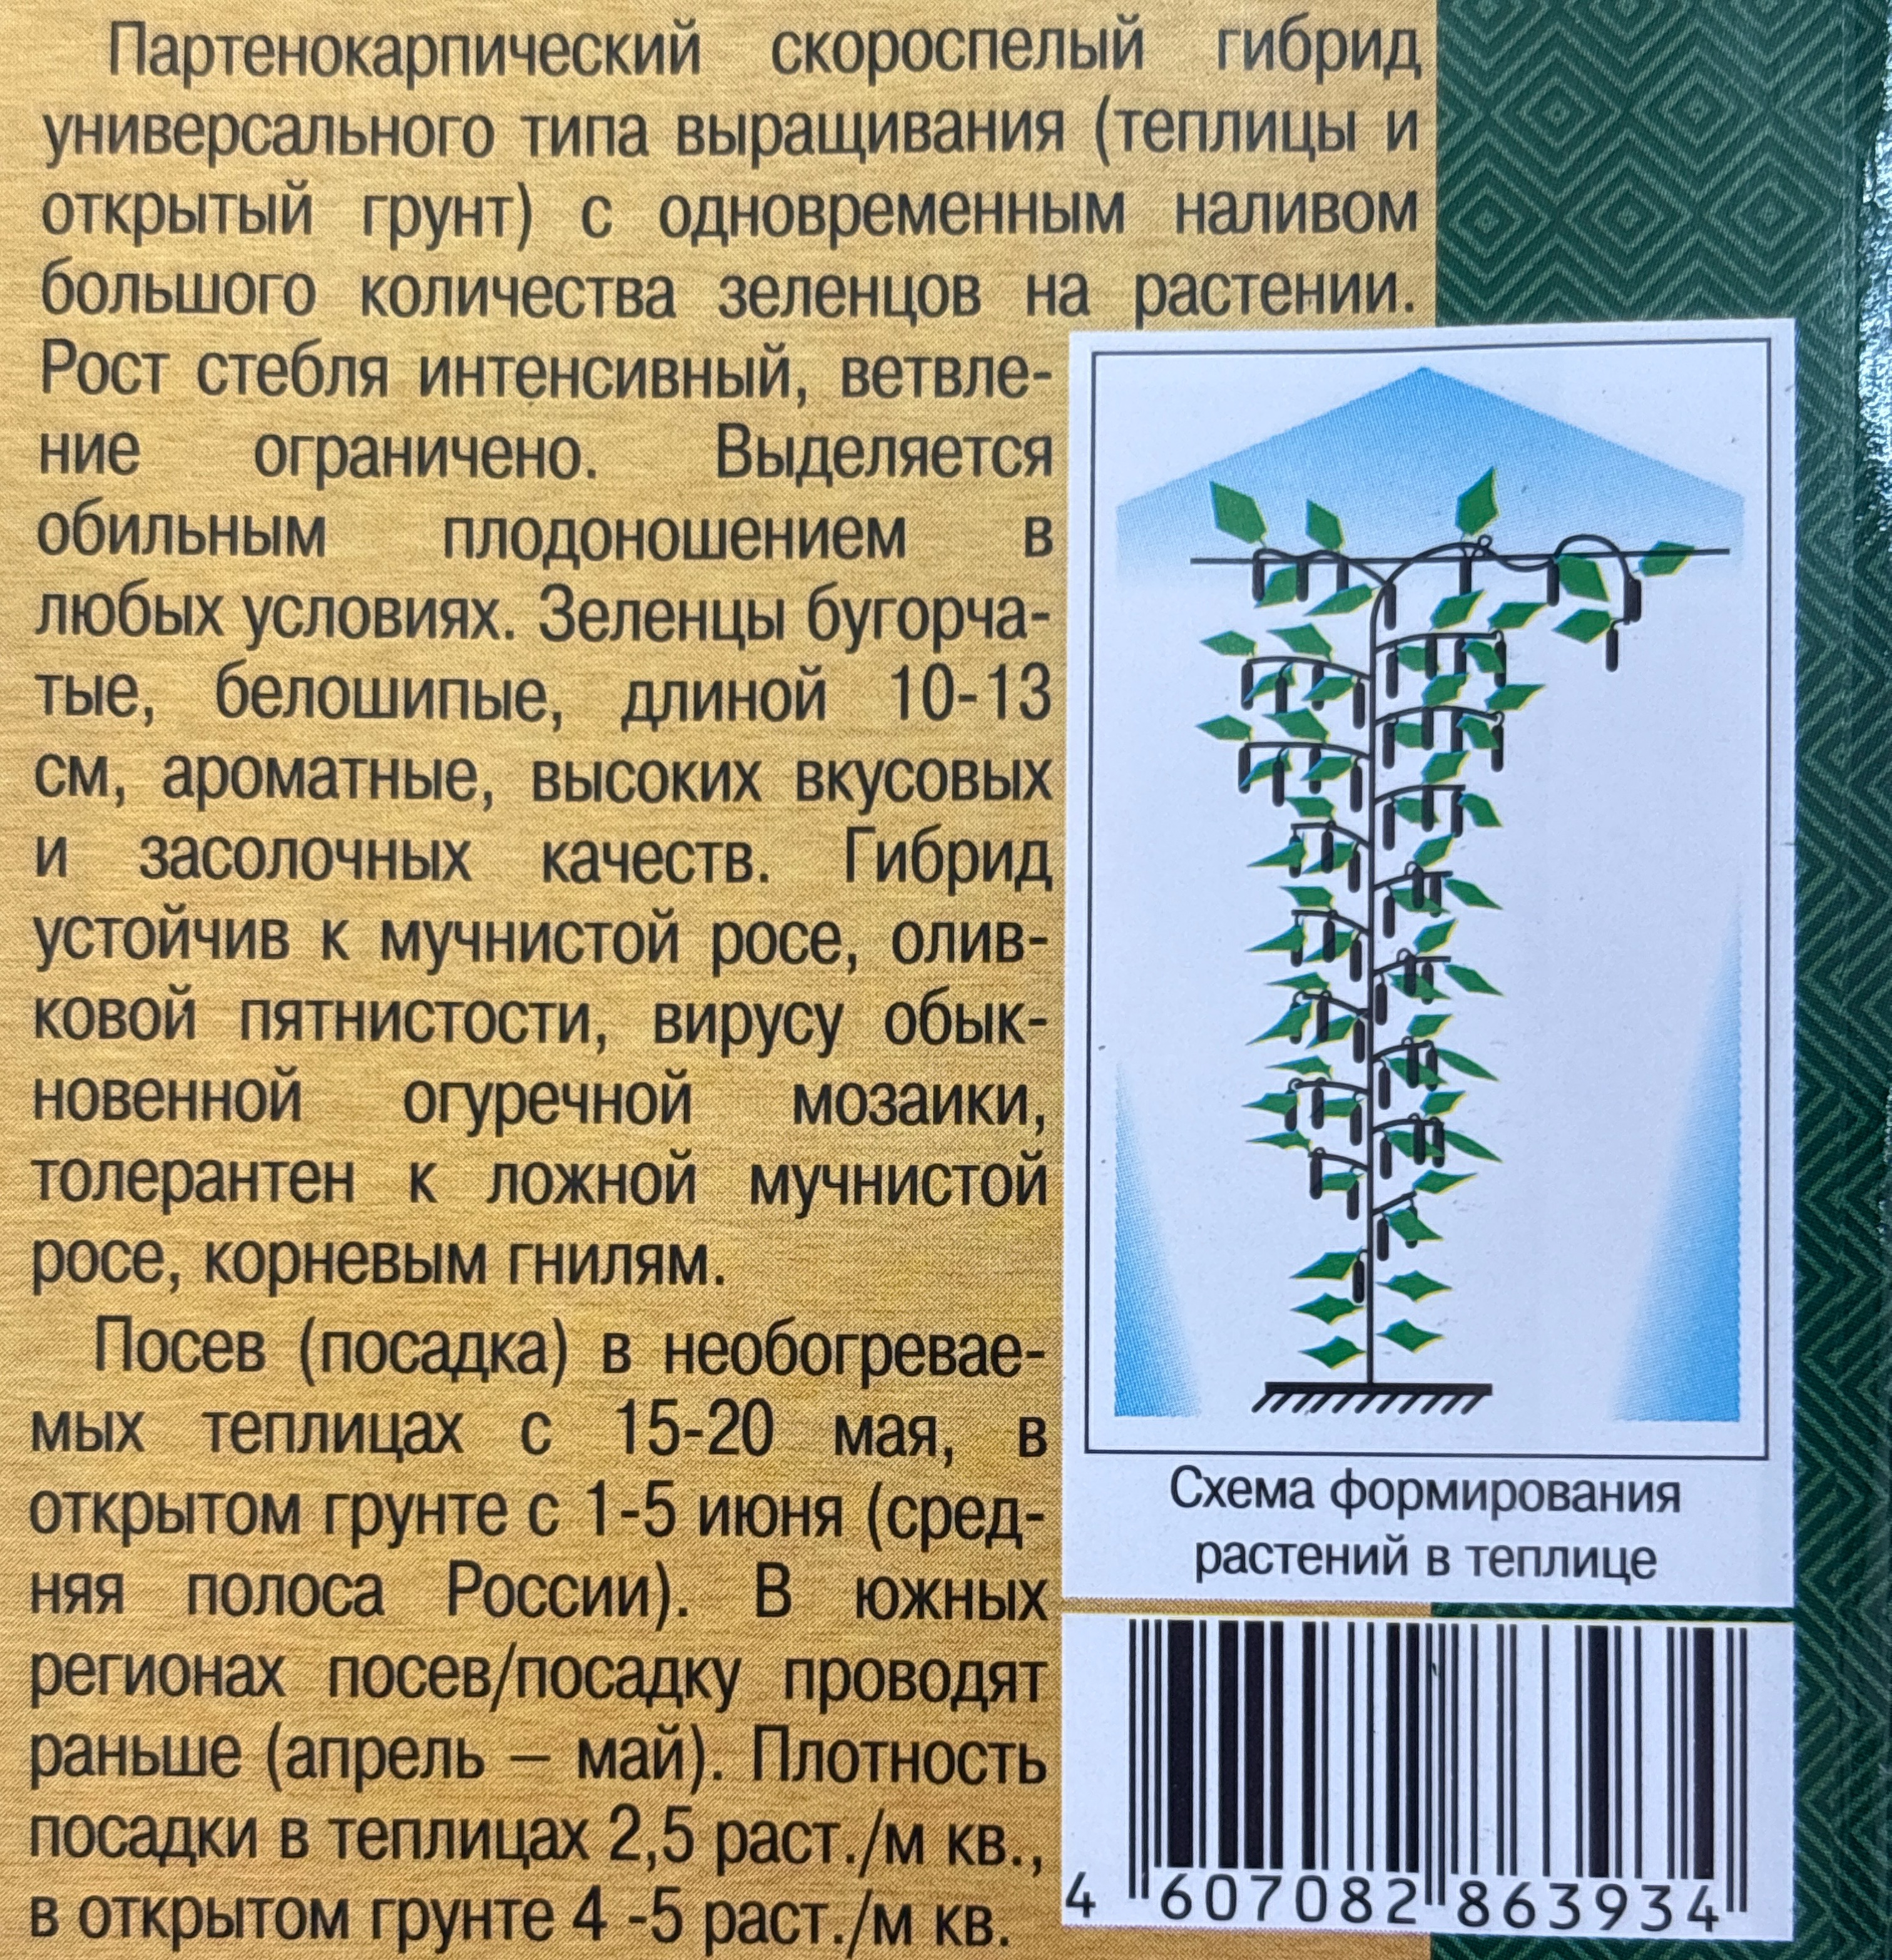 Партенокарпический скороспелый гибрид
универсального типа выращивания (теплицы и
открытый грунт) с одновременным наливом
большого количества зеленцов на растении.
Рост стебля интенсивный, ветвле-
ние ограничено. Выделяется
обильным плодоношением в
любых условиях. Зеленцы бугорча-
тые, белошипые, длиной 10-13
см, ароматные, высоких вкусовых
и засолочных качеств. Гибрид
устойчив к мучнистой росе, олив-
ковой пятнистости, вирусу обык-
новенной огуречной мозаики,
толерантен к ложной мучнистой
росе, корневым гнилям.
Посев (посадка) в необогревае-
мых теплицах с 15-20 мая, в
открытом грунте с 1-5 июня (сред-
няя полоса России). В южных
регионах посев/посадку проводят
раньше (апрель – май). Плотность
посадки в теплицах 2,5 раст./м кв.,
в открытом грунте 4 -5 раст./м кв.
Схема формирования
растений в теплице
4 607082 863934